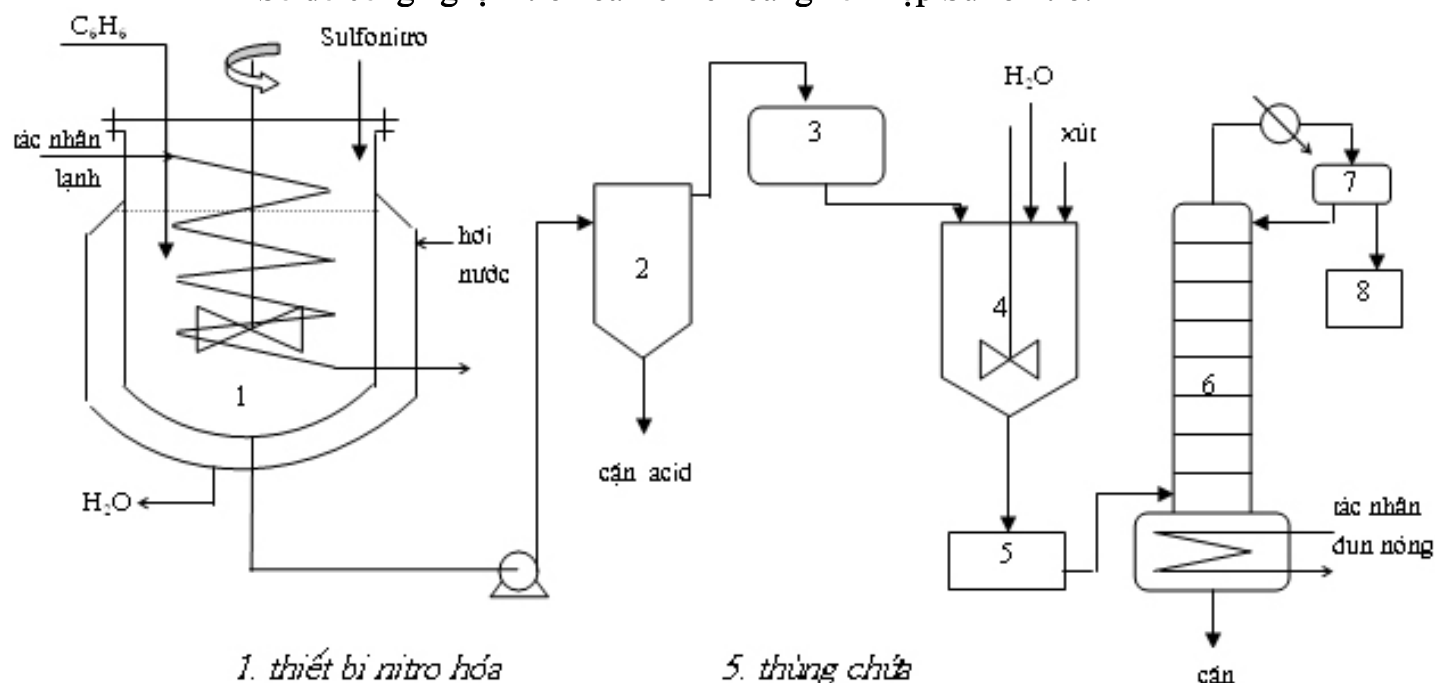 C₆H₆
Sulfonitro
tác nhân
lạnh
hơi
nước
1
H₂O
2
cặn acid
3
H₂O
xút
4
5
6
7
8
tác nhân
đun nóng
cặn
1. thiết bị nitro hóa
5. thùng chứa